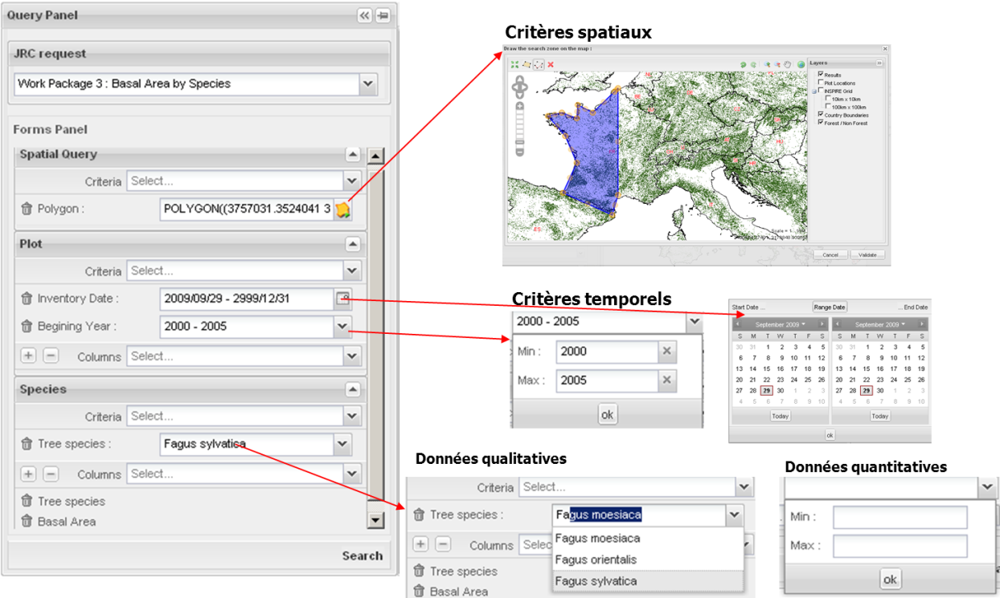 Query Panel
JRC request
Work Package 3 : Basal Area by Species
Forms Panel
Spatial Query
Criteria Select...
Polygon : POLYGON((3757031.3524041 3
Plot
Criteria Select...
Inventory Date : 2009/09/29 - 2999/12/31
Begining Year : 2000 - 2005
Columns Select...
Species
Criteria Select...
Tree species : Fagus sylvatica
Columns Select...
Tree species
Basal Area
Search
Critères spatiaux
Draw the search zone on the map :
Layers
Results
Plot Locations
INSPIRE Grid
10km x 10km
100km x 100km
Country Boundaries
Forest / Non Forest
Cancel Validate
Critères temporels
2000 - 2005
Min : 2000
Max : 2005
ok
Start Date ... Range Date ... End Date
September 2009 September 2009
S M T W T F S S M T W T F S
30 31 1 2 3 4 5 30 31 1 2 3 4 5
6 7 8 9 10 11 12 6 7 8 9 10 11 12
13 14 15 16 17 18 19 13 14 15 16 17 18 19
20 21 22 23 24 25 26 20 21 22 23 24 25 26
27 28 29 30 1 2 3 27 28 29 30 1 2 3
4 5 6 7 8 9 10 4 5 6 7 8 9 10
Today Today
ok
Données qualitatives
Criteria Select...
Tree species : Fagus moesiaca
Columns Selec
Fagus moesiaca
Fagus orientalis
Fagus sylvatica
Tree species
Basal Area
Données quantitatives
Min :
Max :
ok